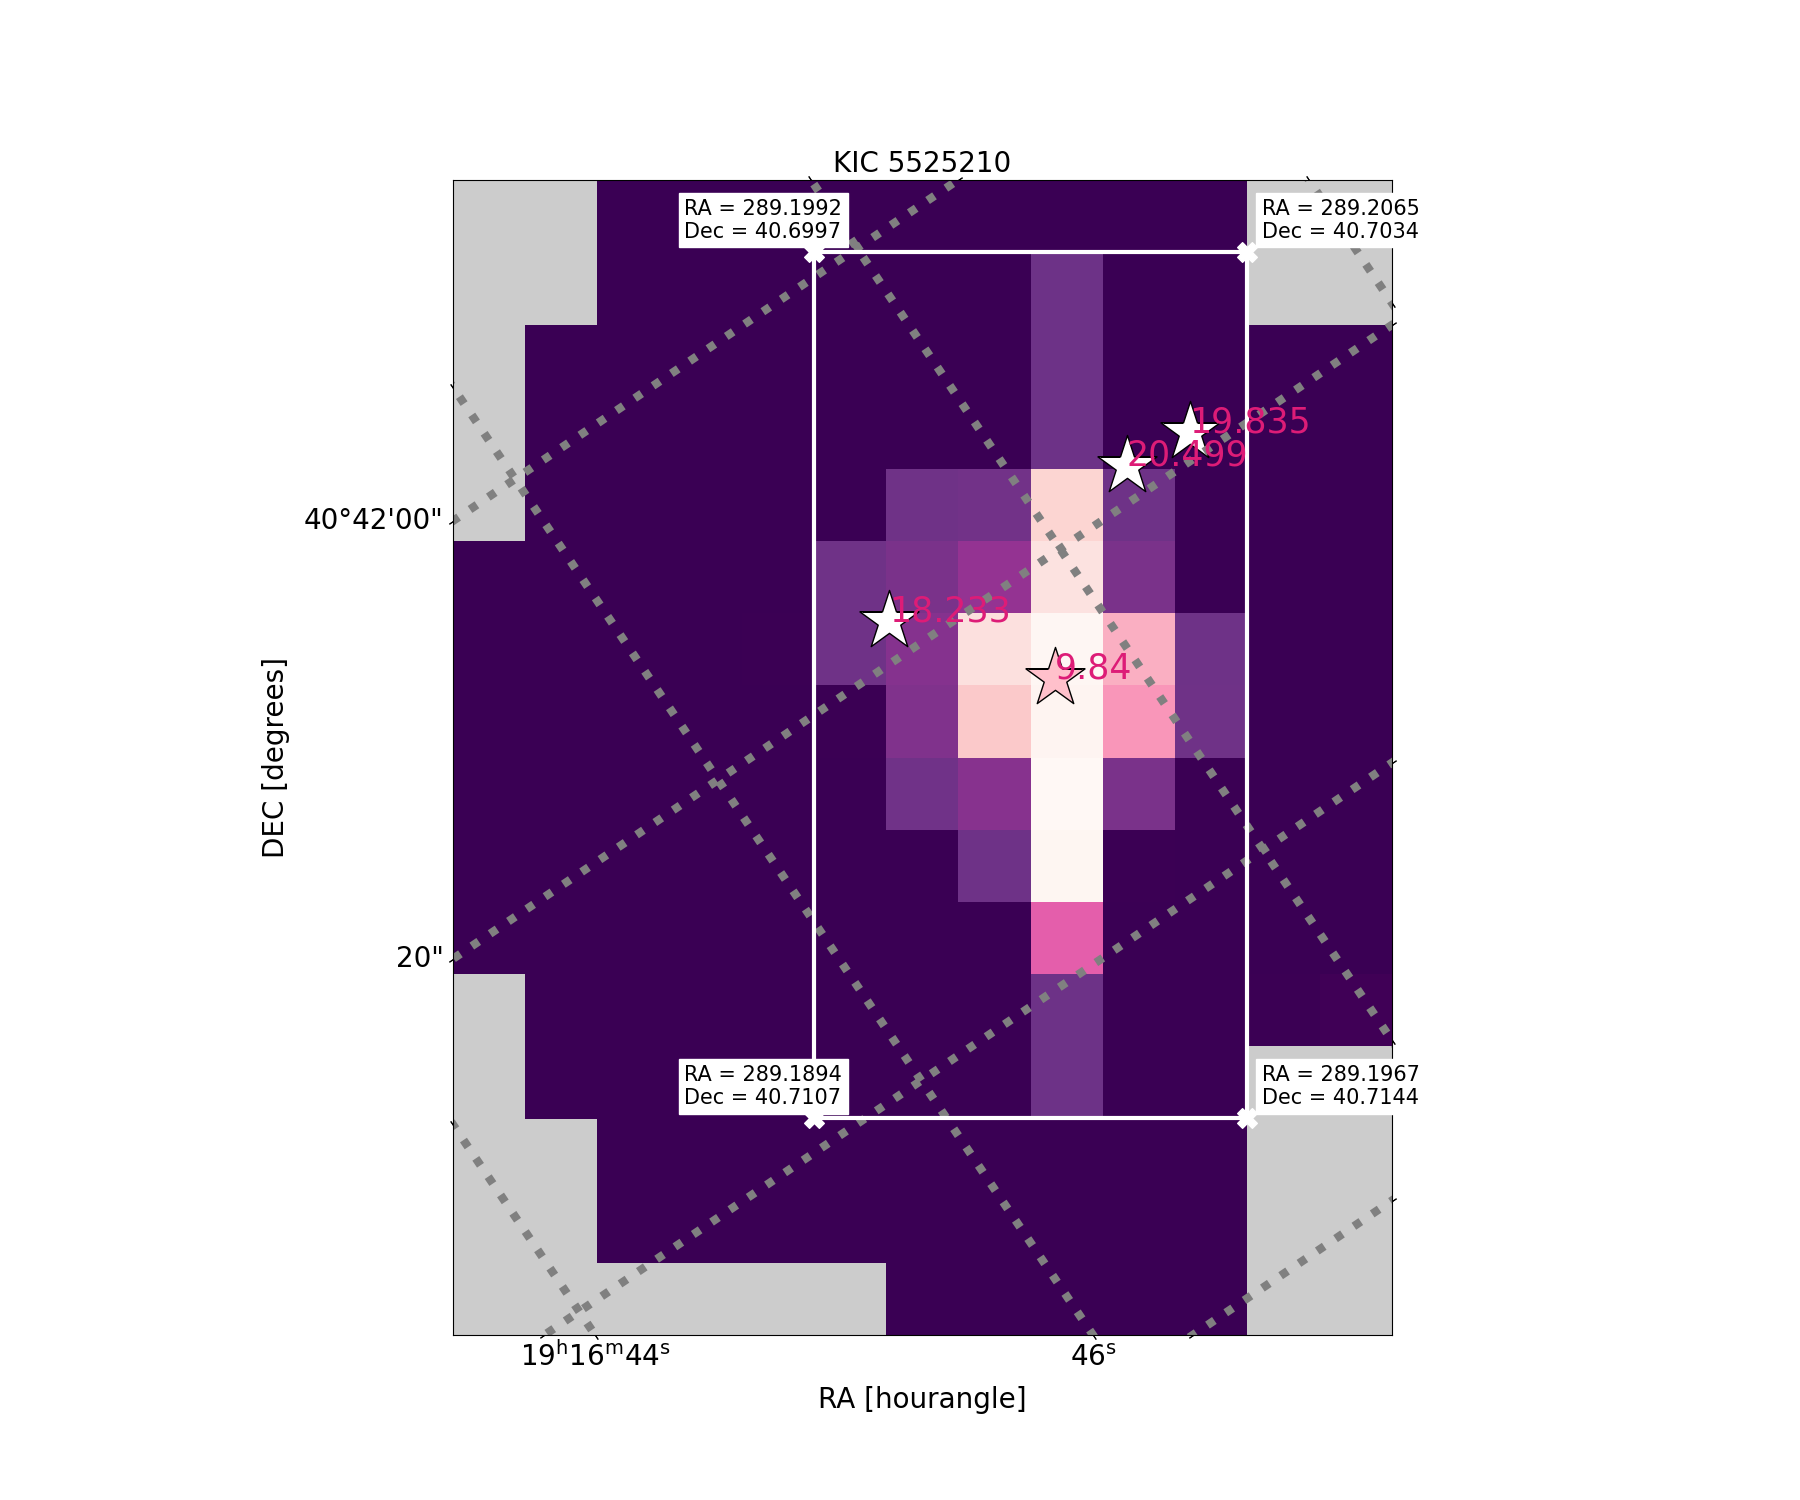 KIC 5525210
RA = 289.1992
Dec = 40.6997
RA = 289.2065
Dec = 40.7034
19.835
20.499
40°42'00"
18.233
9.84
DEC [degrees]
20"
RA = 289.1894
Dec = 40.7107
RA = 289.1967
Dec = 40.7144
19ʰ16ᵐ44ˢ
46ˢ
RA [hourangle]